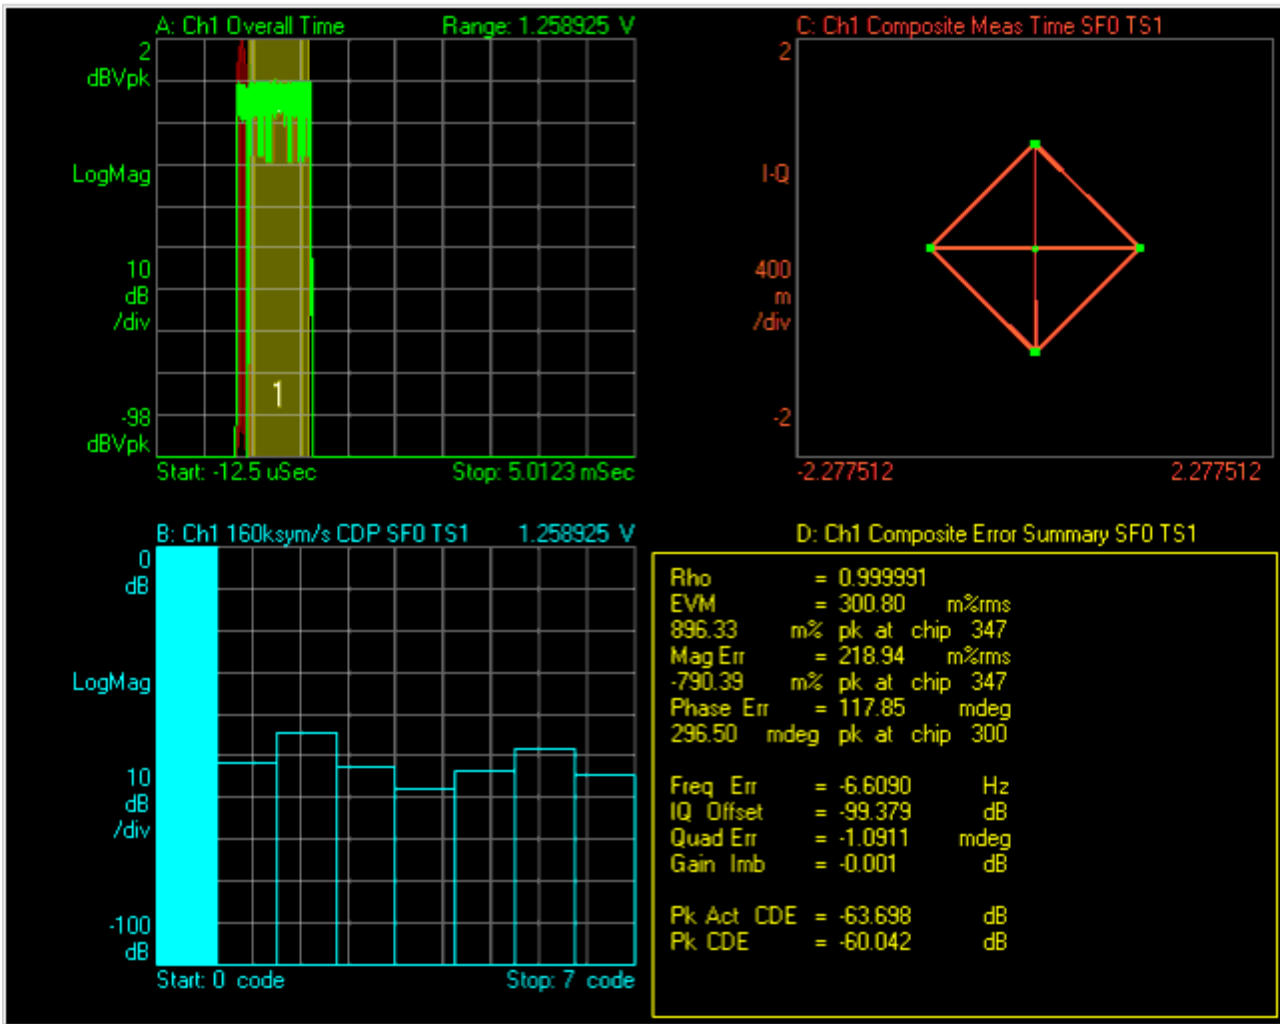 A: Ch1 Overall Time Range: 1.258925 V
2
dBVpk
LogMag
10
dB
/div
1
-98
dBVpk
Start: -12.5 uSec Stop: 5.0123 mSec
C: Ch1 Composite Meas Time SF0 TS1
2
I-Q
400
m
/div
-2
-2.277512 2.277512
B: Ch1 160ksym/s CDP SF0 TS1 1.258925 V
0
dB
LogMag
10
dB
/div
-100
dB
Start: 0 code Stop: 7 code
D: Ch1 Composite Error Summary SF0 TS1
Rho = 0.999991
EVM = 300.80 m%rms
896.33 m% pk at chip 347
Mag Err = 218.94 m%rms
-790.39 m% pk at chip 347
Phase Err = 117.85 mdeg
296.50 mdeg pk at chip 300
Freq Err = -6.6090 Hz
IQ Offset = -99.379 dB
Quad Err = -1.0911 mdeg
Gain Imb = -0.001 dB
Pk Act CDE = -63.698 dB
Pk CDE = -60.042 dB